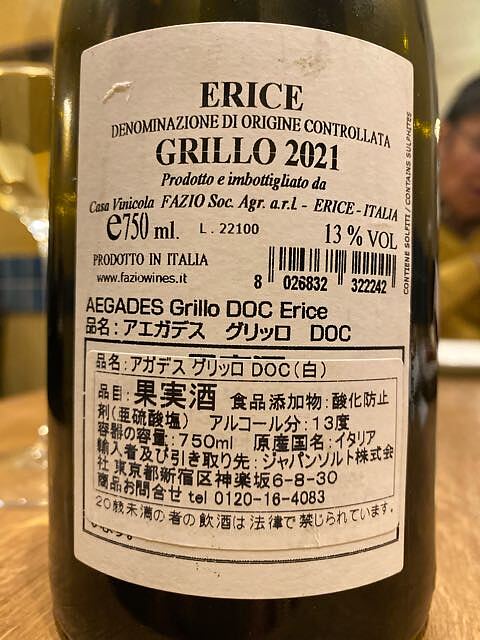 ERICE
DENOMINAZIONE DI ORIGINE CONTROLLATA
GRILLO 2021
Prodotto e imbottigliato da
Casa Vinicola FAZIO Soc. Agr. a.r.l. - ERICE - ITALIA
e750 ml. L. 22100 13 % VOL
PRODOTTO IN ITALIA
www.faziowines.it
8 026832 322242
CONTIENE SOLFITI / CONTAINS SULPHITES
AEGADES Grillo DOC Erice
品名: アエガデス グリッロ DOC
品名: アガデス グリッロ DOC(白)
品目: 果実酒 食品添加物: 酸化防止
剤(亜硫酸塩) アルコール分: 13度
容器の容量: 750ml 原産国名: イタリア
輸入者及び引き取り先: ジャパンソルト株式会
社 東京都新宿区神楽坂6-8-30
商品お問合せ tel 0120-16-4083
20歳未満の者の飲酒は法律で禁じられています。